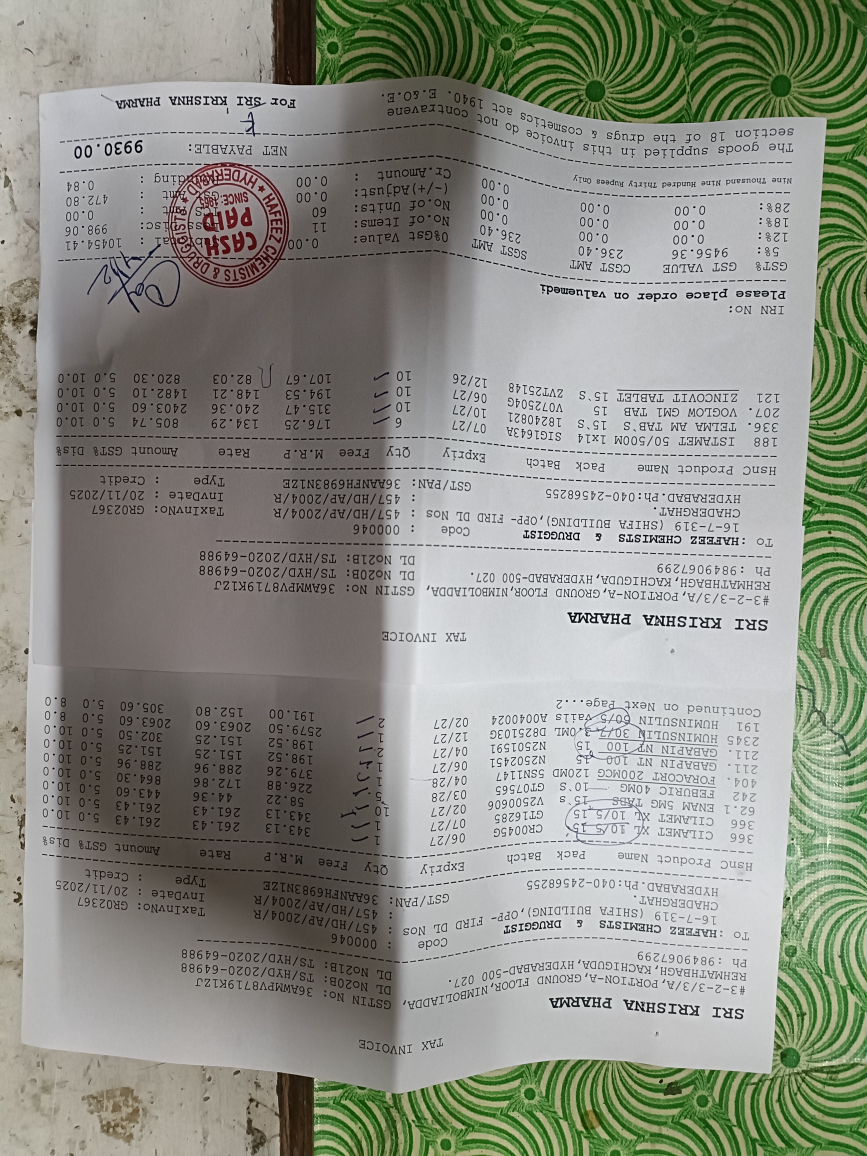 TAX INVOICE
SRI KRISHNA PHARMA
#3-2-3/3/A, PORTION-A, GROUND FLOOR,NIMBOLIADDA, GSTIN No: 36AWMPV8719K1ZJ
REHMATHBAGH, KACHIGUDA, HYDERABAD-500 027. DL No20B: TS/HYD/2020-64988
Ph :9849067299 DL No21B: TS/HYD/2020-64988
To: HAFEEZ CHEMISTS & DRUGGIST Code : 000046
16-7-319 (SHIFA BUILDING),OPP- FIRD DL Nos : 457/HD/AP/2004/R TaxInvNo: GR02367
CHADERGHAT. : 457/HD/AP/2004/R InvDate : 20/11/2025
HYDERABAD.Ph:040-24568255 GST/PAN: 36AANFH6983N1ZE Type : Credit
HsnC Product Name Pack Batch Expriy Qty Free M.R.P Rate Amount GST% Dis%
366 CILAMET XL 10/5 15 CR0045G 06/27 1 343.13 261.43 261.43 5.0 10.0
366 CILAMET XL 10/5 15 GT16285 07/27 1 343.13 261.43 261.43 5.0 10.0
62.1 ENAM 5MG TABS 15`s 02/27 10 58.22 44.36 443.60 5.0 10.0
242 FEBURIC 40MG 10`S GT07565 03/28 5 226.88 172.86 864.30 5.0 10.0
404. FORACORT 200MCG 120MD S5N1147 04/28 1 379.26 288.96 288.96 5.0 10.0
211. GABAPIN NT 100 15 06/27 1 198.52 151.25 151.25 5.0 10.0
211. GABAPIN NT 100 15 NZ501591 04/27 2 198.52 151.25 302.50 5.0 10.0
2345 HUMINSULIN 30/7 3.0ML D825103G 12/27 1 2579.50 2063.60 2063.60 5.0 8.0
191 HUMINSULIN 50/5 vails 02/27 2 191.00 152.80 305.60 5.0 8.0
Continued on Next Page...2
TAX INVOICE
SRI KRISHNA PHARMA
#3-2-3/3/A, PORTION-A, GROUND FLOOR,NIMBOLIADDA, GSTIN No: 36AWMPV8719K1ZJ
REHMATHBAGH, KACHIGUDA, HYDERABAD-500 027. DL No20B: TS/HYD/2020-64988
Ph :9849067299 DL No21B: TS/HYD/2020-64988
To: HAFEEZ CHEMISTS & DRUGGIST Code : 000046
16-7-319 (SHIFA BUILDING),OPP- FIRD DL Nos : 457/HD/AP/2004/R TaxInvNo: GR02367
CHADERGHAT. : 457/HD/AP/2004/R InvDate : 20/11/2025
HYDERABAD.Ph:040-24568255 GST/PAN: 36AANFH6983N1ZE Type : Credit
HsnC Product Name Pack Batch Expriy Qty Free M.R.P Rate Amount GST% Dis%
188 ISTAMET 50/500M 1x14 SIG1643A 07/27 6 176.25 134.29 805.74 5.0 10.0
336. TELMA AM TAB'S 15'S 18240821 10/27 10 315.47 240.36 2403.60 5.0 10.0
207. VOGLOW GM1 TAB 15 V072504G 06/27 10 194.53 148.21 1482.10 5.0 10.0
121 ZINCOVIT TABLET 15`S ZVT25148 12/26 10 107.67 82.03 820.30 5.0 10.0
IRN No:
Please place order on valuemedi
GST% GST VALUE CGST AMT SGST AMT 0%Gst Value: 0.00 10454.41
5%: 9456.36 236.40 236.40 No.of Items: 11 998.06
12%: 0.00 0.00 0.00 No.of Units: 60 0.00
18%: 0.00 0.00 0.00 (-/+)Adjust: 0.00 472.80
28%: 0.00 0.00 0.00 Cr.Amount : 0.00 0.84
Nine Thousand Nine Hundred Thirty Rupees Only
NET PAYABLE: 9930.00
The goods supplied in this invoice do not contravene
section 18 of the drugs & cosmetics act 1940. E.&O.E.
For SRI KRISHNA PHARMA
HAFEEZ CHEMISTS & DRUGGISTS
CASH
PAID
HYDERABAD